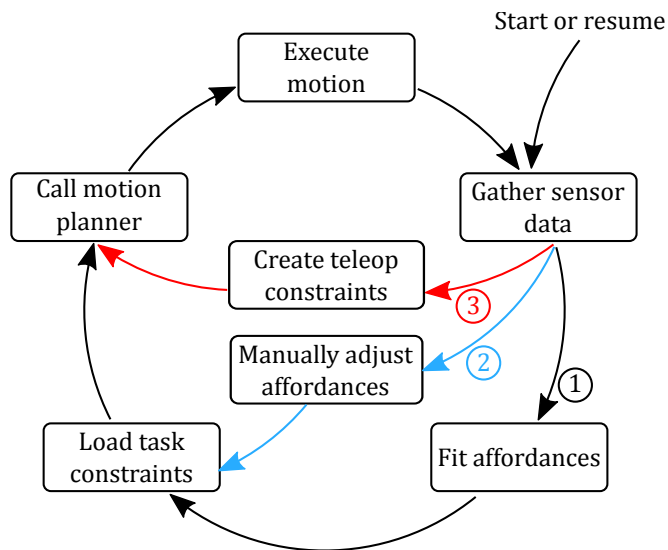 Start or resume
Execute
motion
Call motion
planner
Gather sensor
data
Create teleop
constraints
3
Manually adjust
affordances
2
1
Load task
constraints
Fit affordances